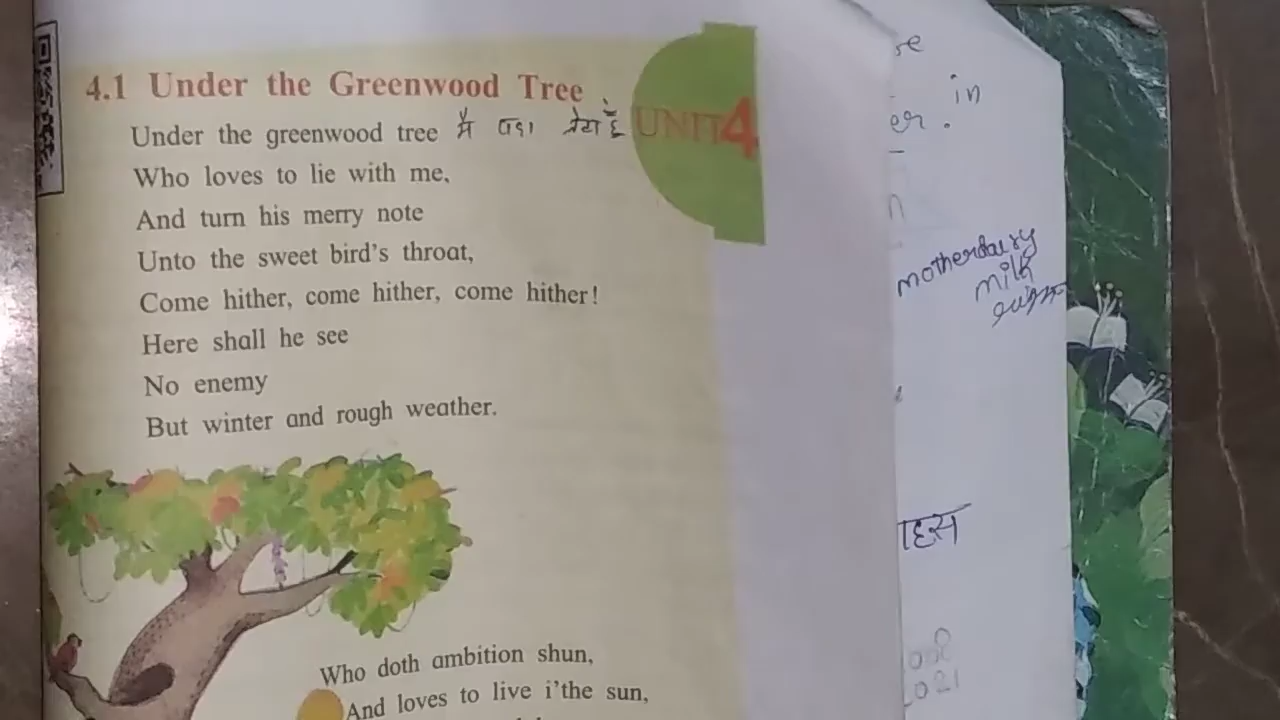 4.1 Under the Greenwood Tree
UNIT 4
Under the greenwood tree में
Who loves to lie with me,
And turn his merry note
Unto the sweet bird's throat,
Come hither, come hither, come hither!
Here shall he see
No enemy
But winter and rough weather.
Who doth ambition shun,
And loves to live i'the sun,
in
er.
motherdairy
milk